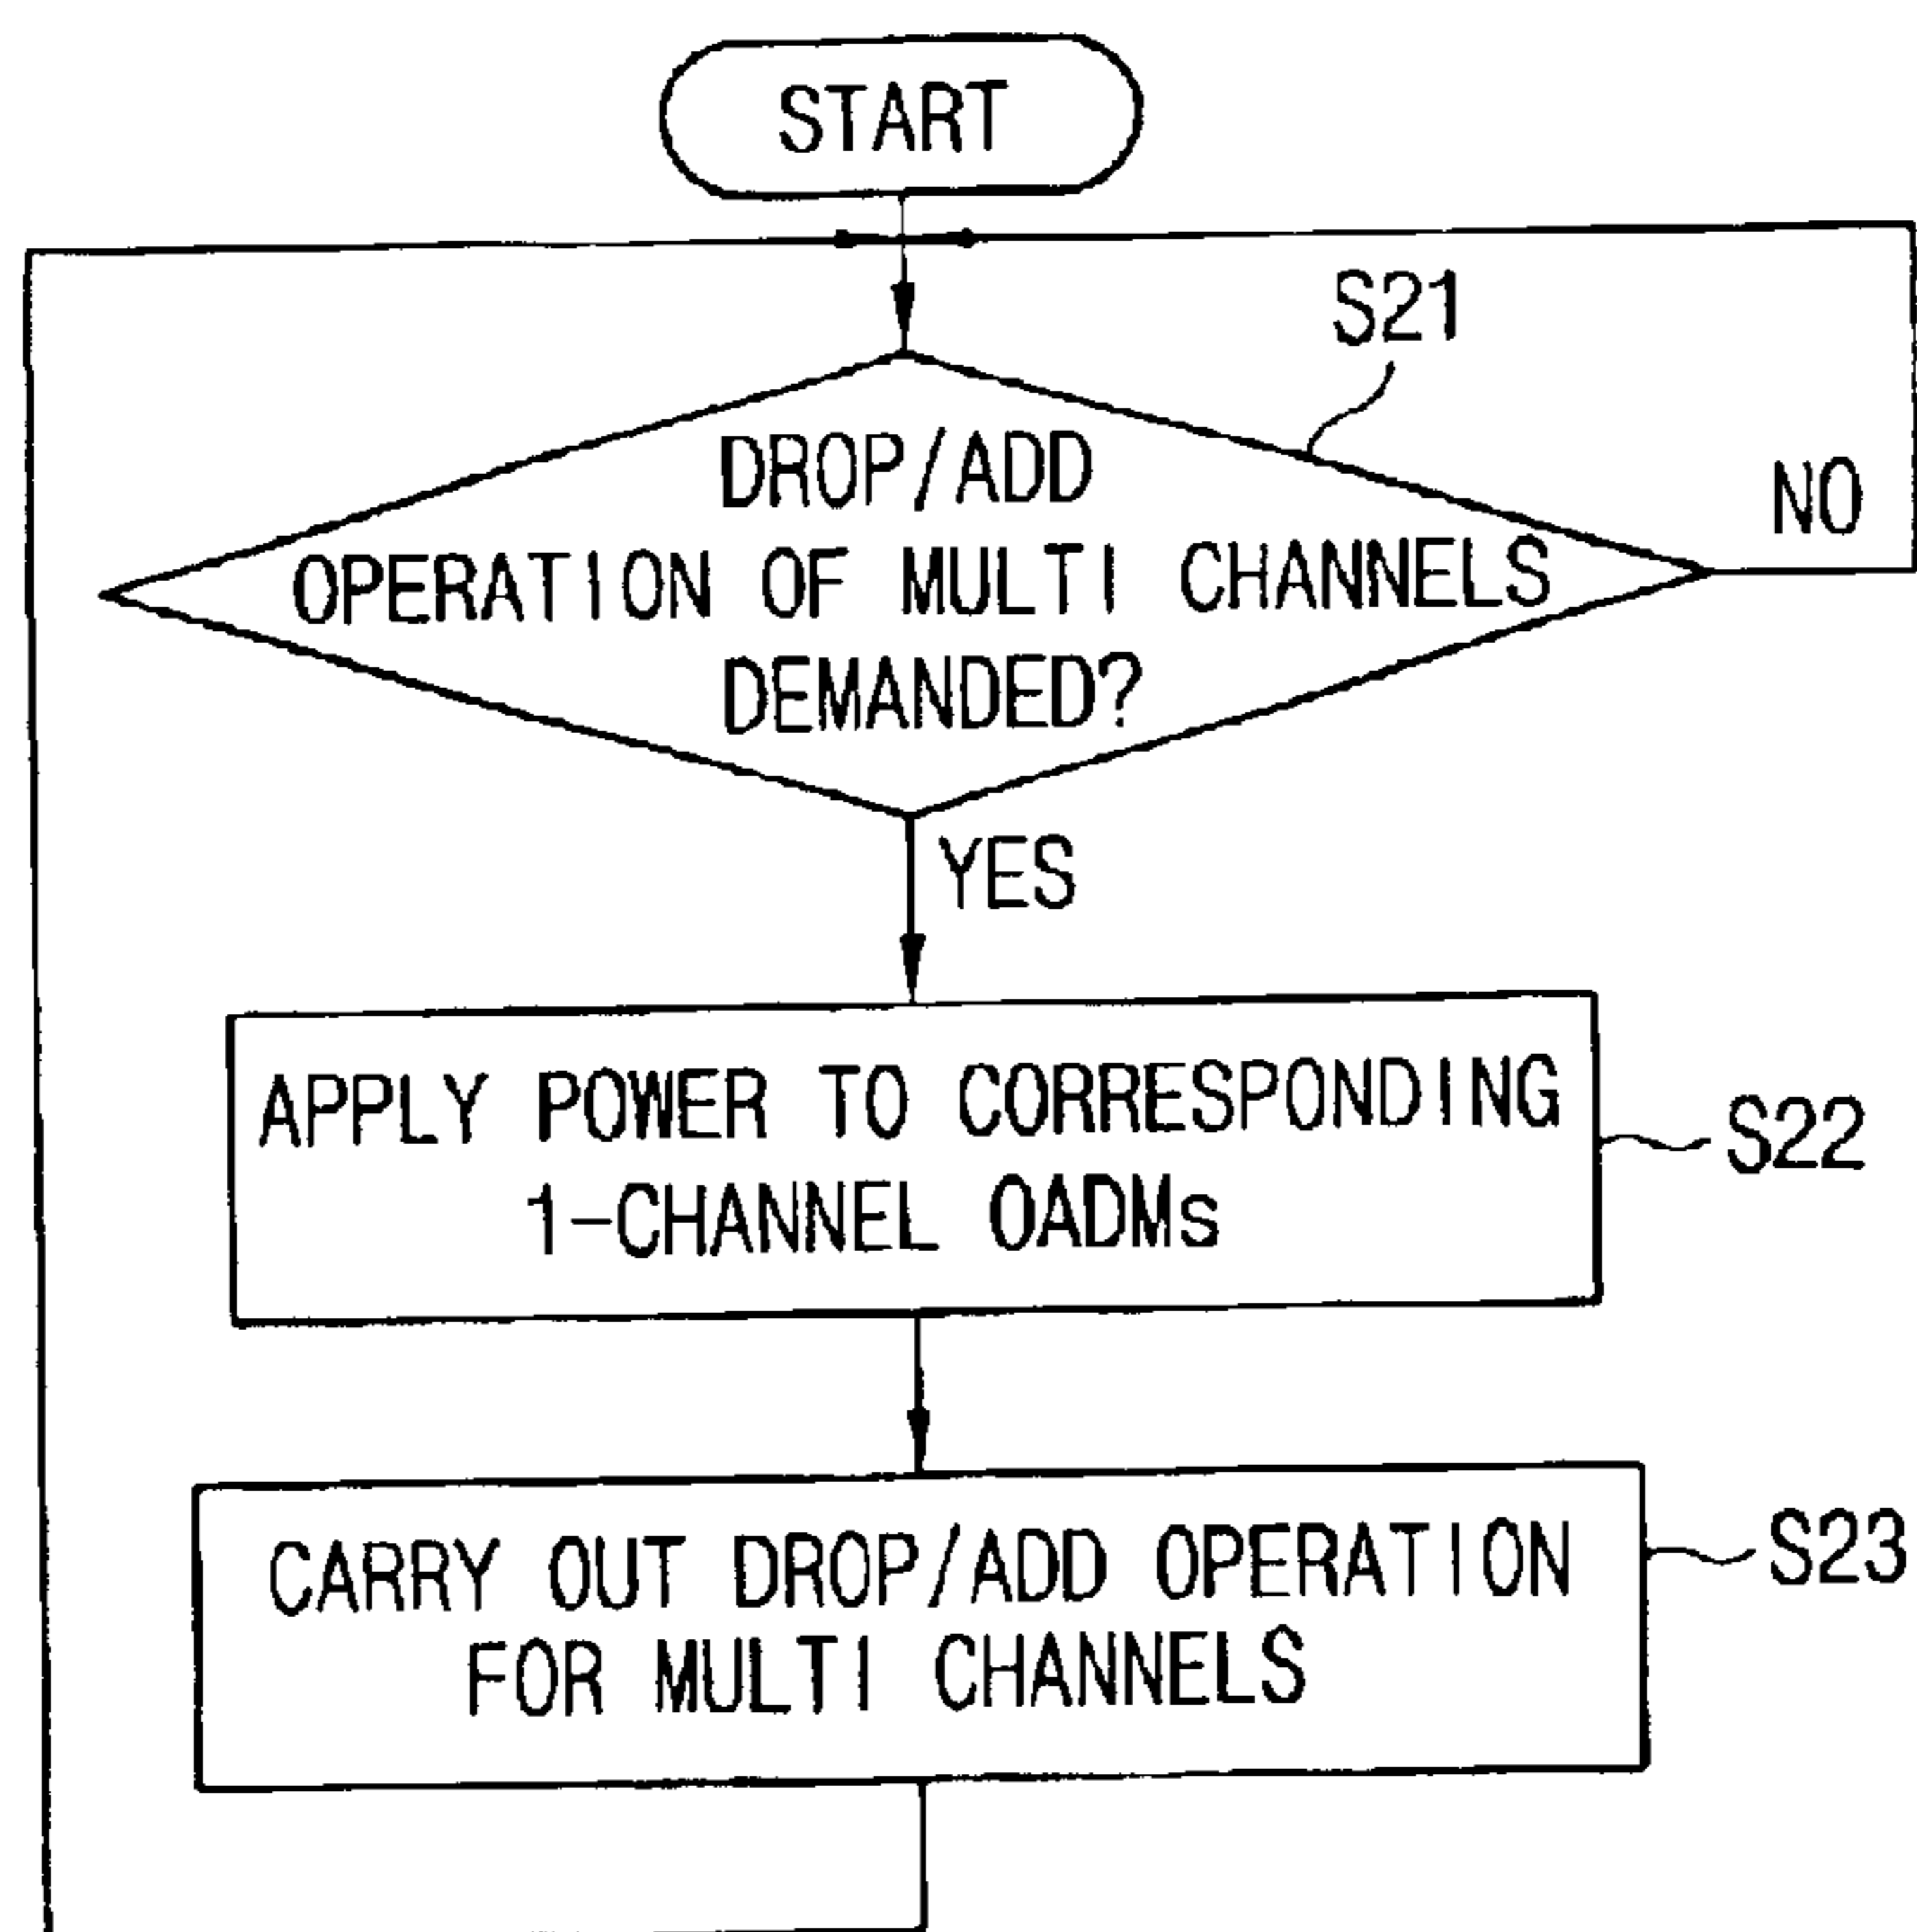 START
S21
DROP/ADD
OPERATION OF MULTI CHANNELS
DEMANDED?
NO
YES
APPLY POWER TO CORRESPONDING
1-CHANNEL OADMs
S22
CARRY OUT DROP/ADD OPERATION
FOR MULTI CHANNELS
S23